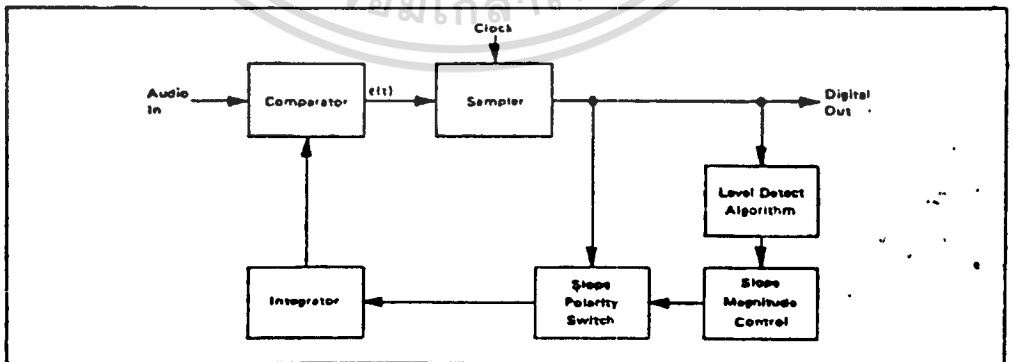 Clock
Audio
In
Comparator
e(t)
Sampler
Digital
Out
Level Detect
Algorithm
Integrator
Slope
Polarity
Switch
Slope
Magnitude
Control